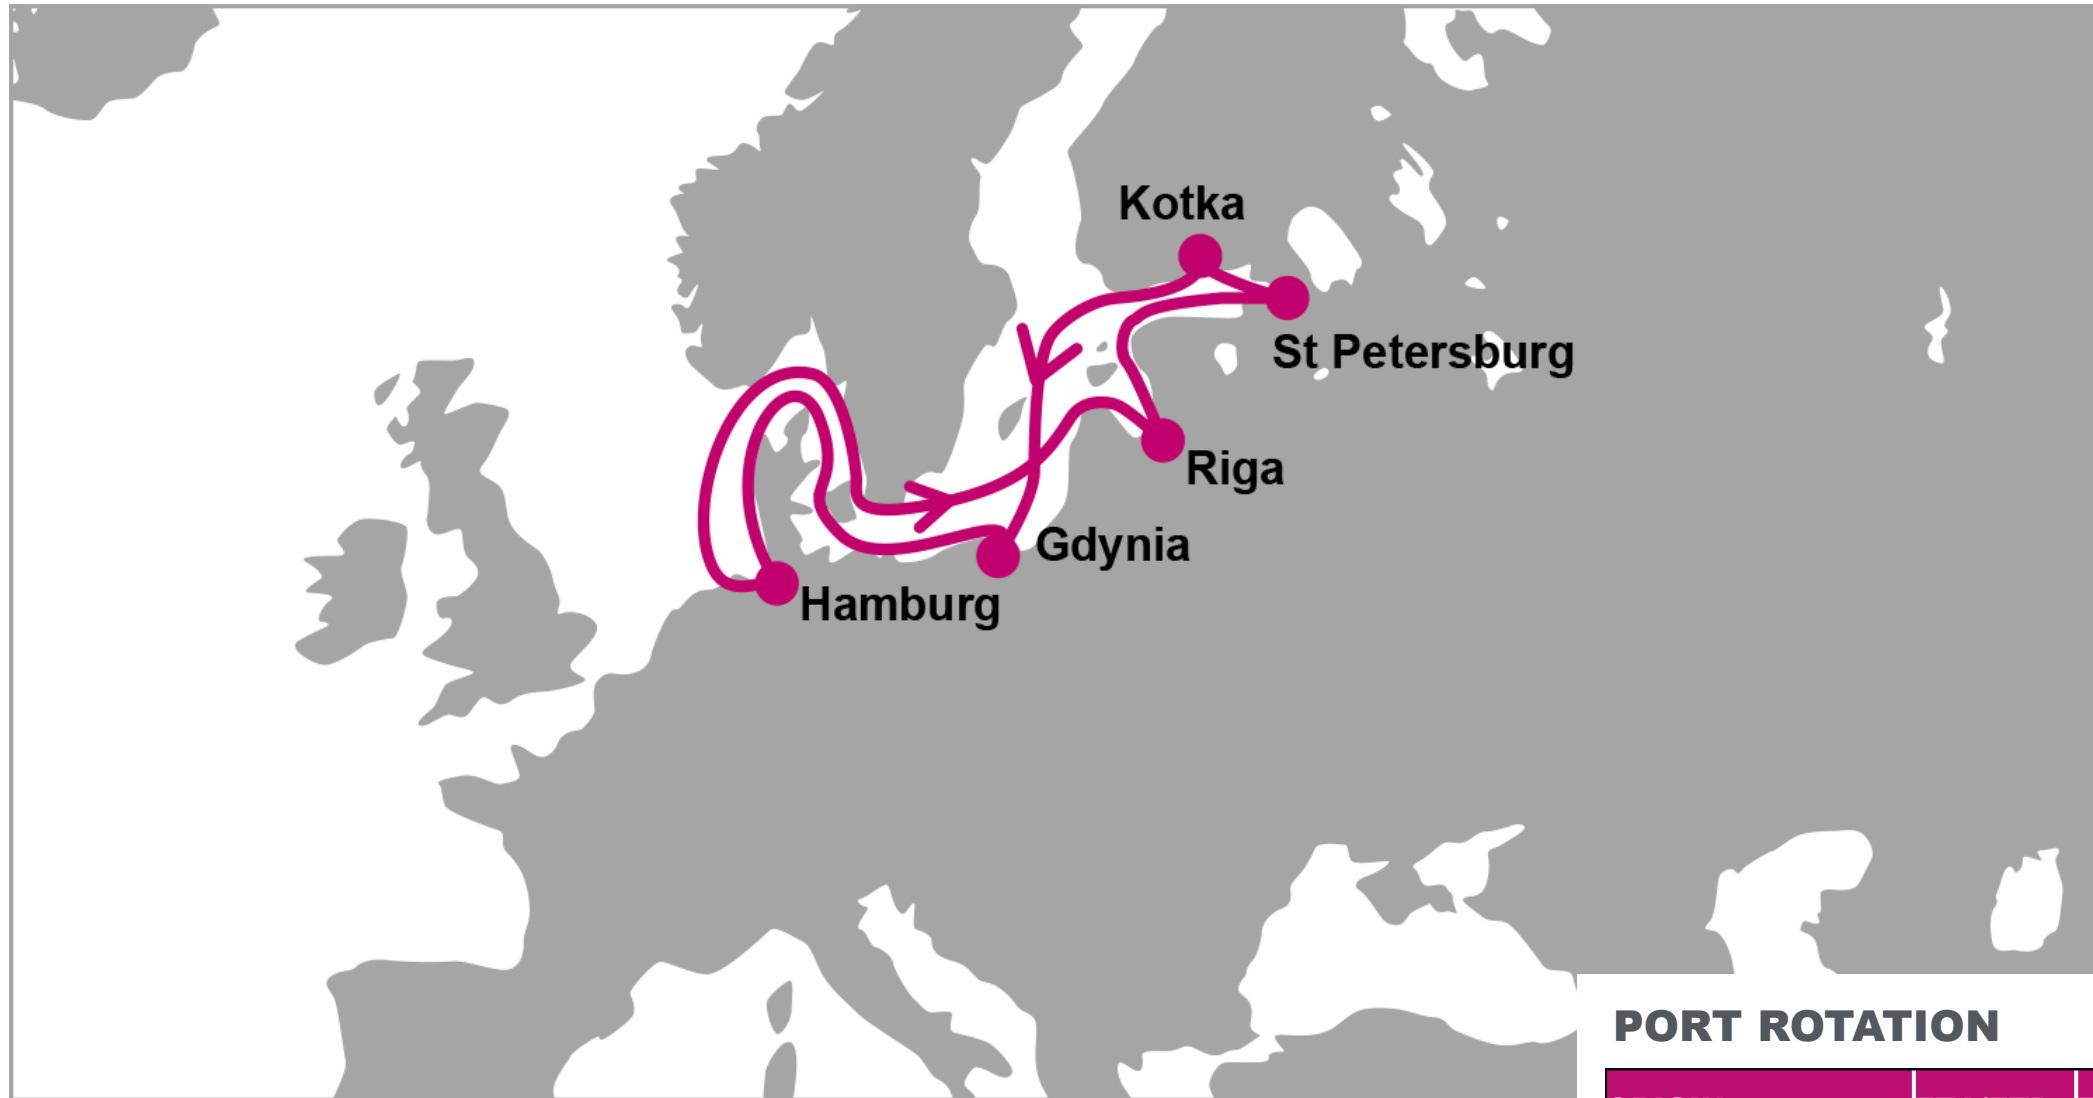 Kotka
St Petersburg
Riga
Gdynia
Hamburg
PORT ROTATION